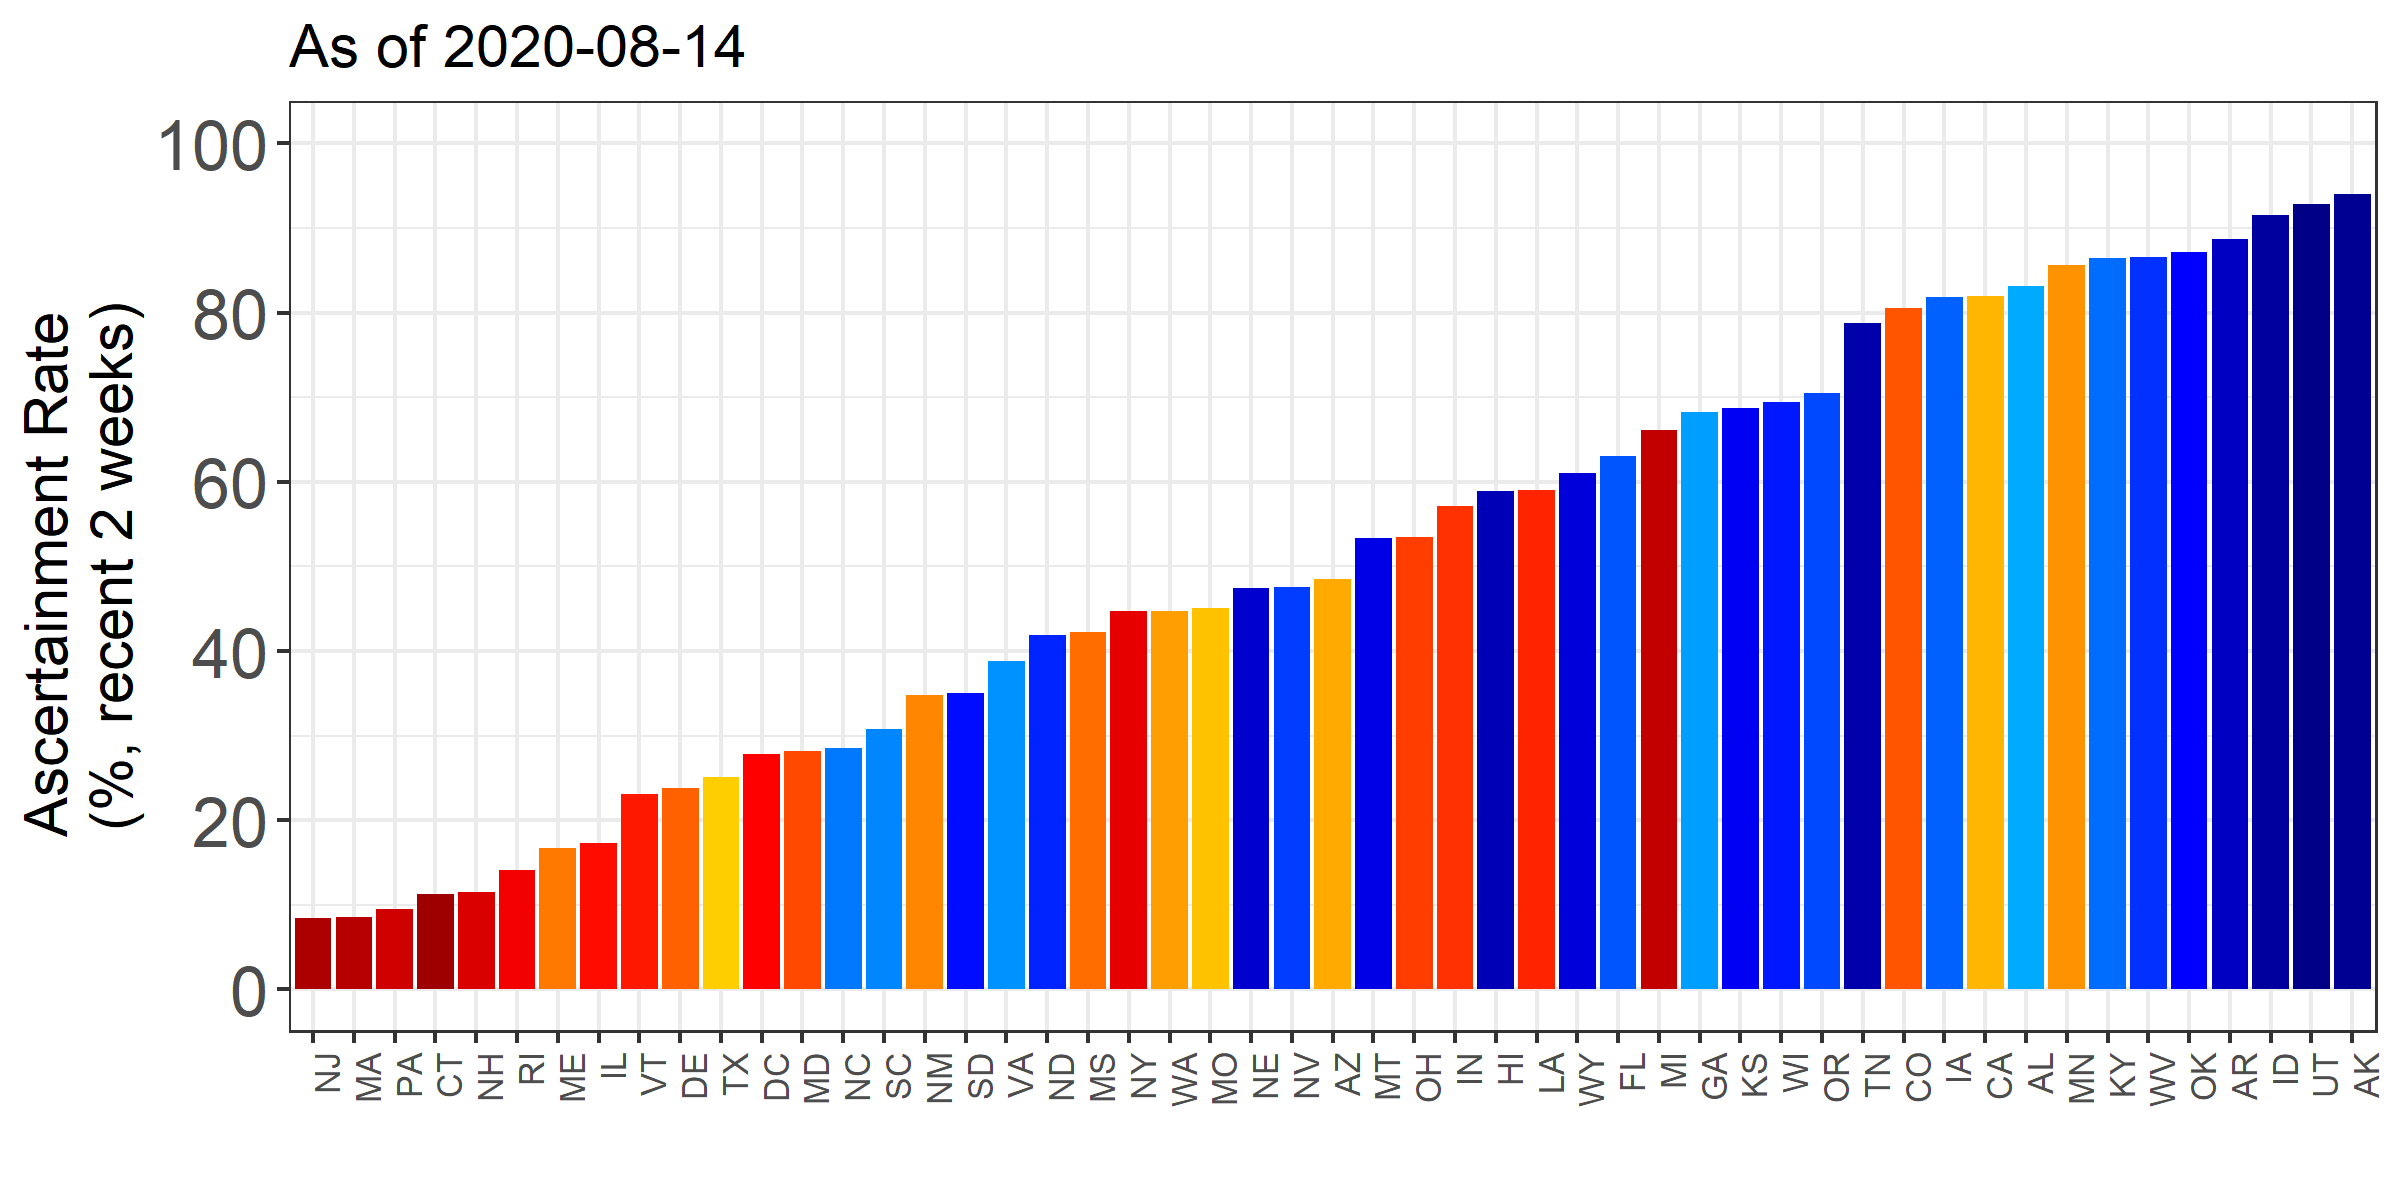 As of 2020-08-14
Ascertainment Rate
(%, recent 2 weeks)
100
80
60
40
20
0
NJ MA PA CT NH RI ME IL VT DE TX DC MD NC SC NM SD VA ND MS NY WA MO NE NV AZ MT OH IN HI LA WY FL MI GA KS WI OR TN CO IA CA AL MN KY WV OK AR ID UT AK